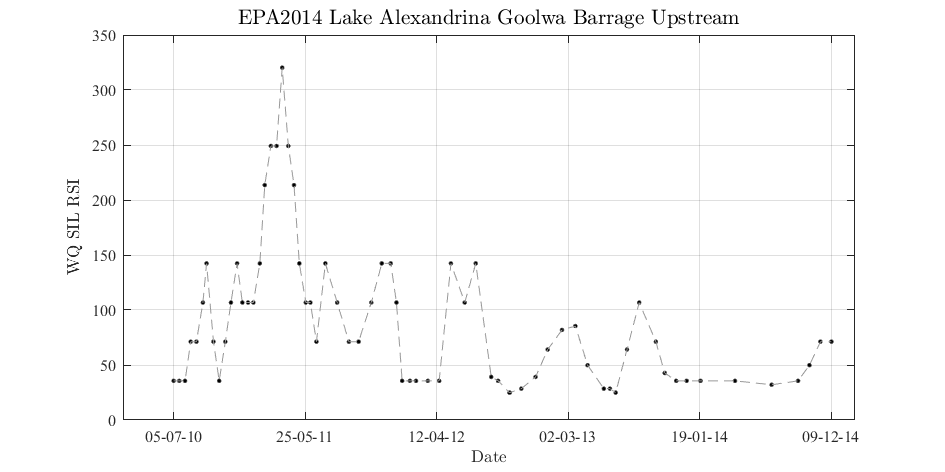 EPA2014 Lake Alexandrina Goolwa Barrage Upstream
350
300
250
200
150
100
50
0
WQ SIL RSI
05-07-10 25-05-11 12-04-12 02-03-13 19-01-14 09-12-14
Date